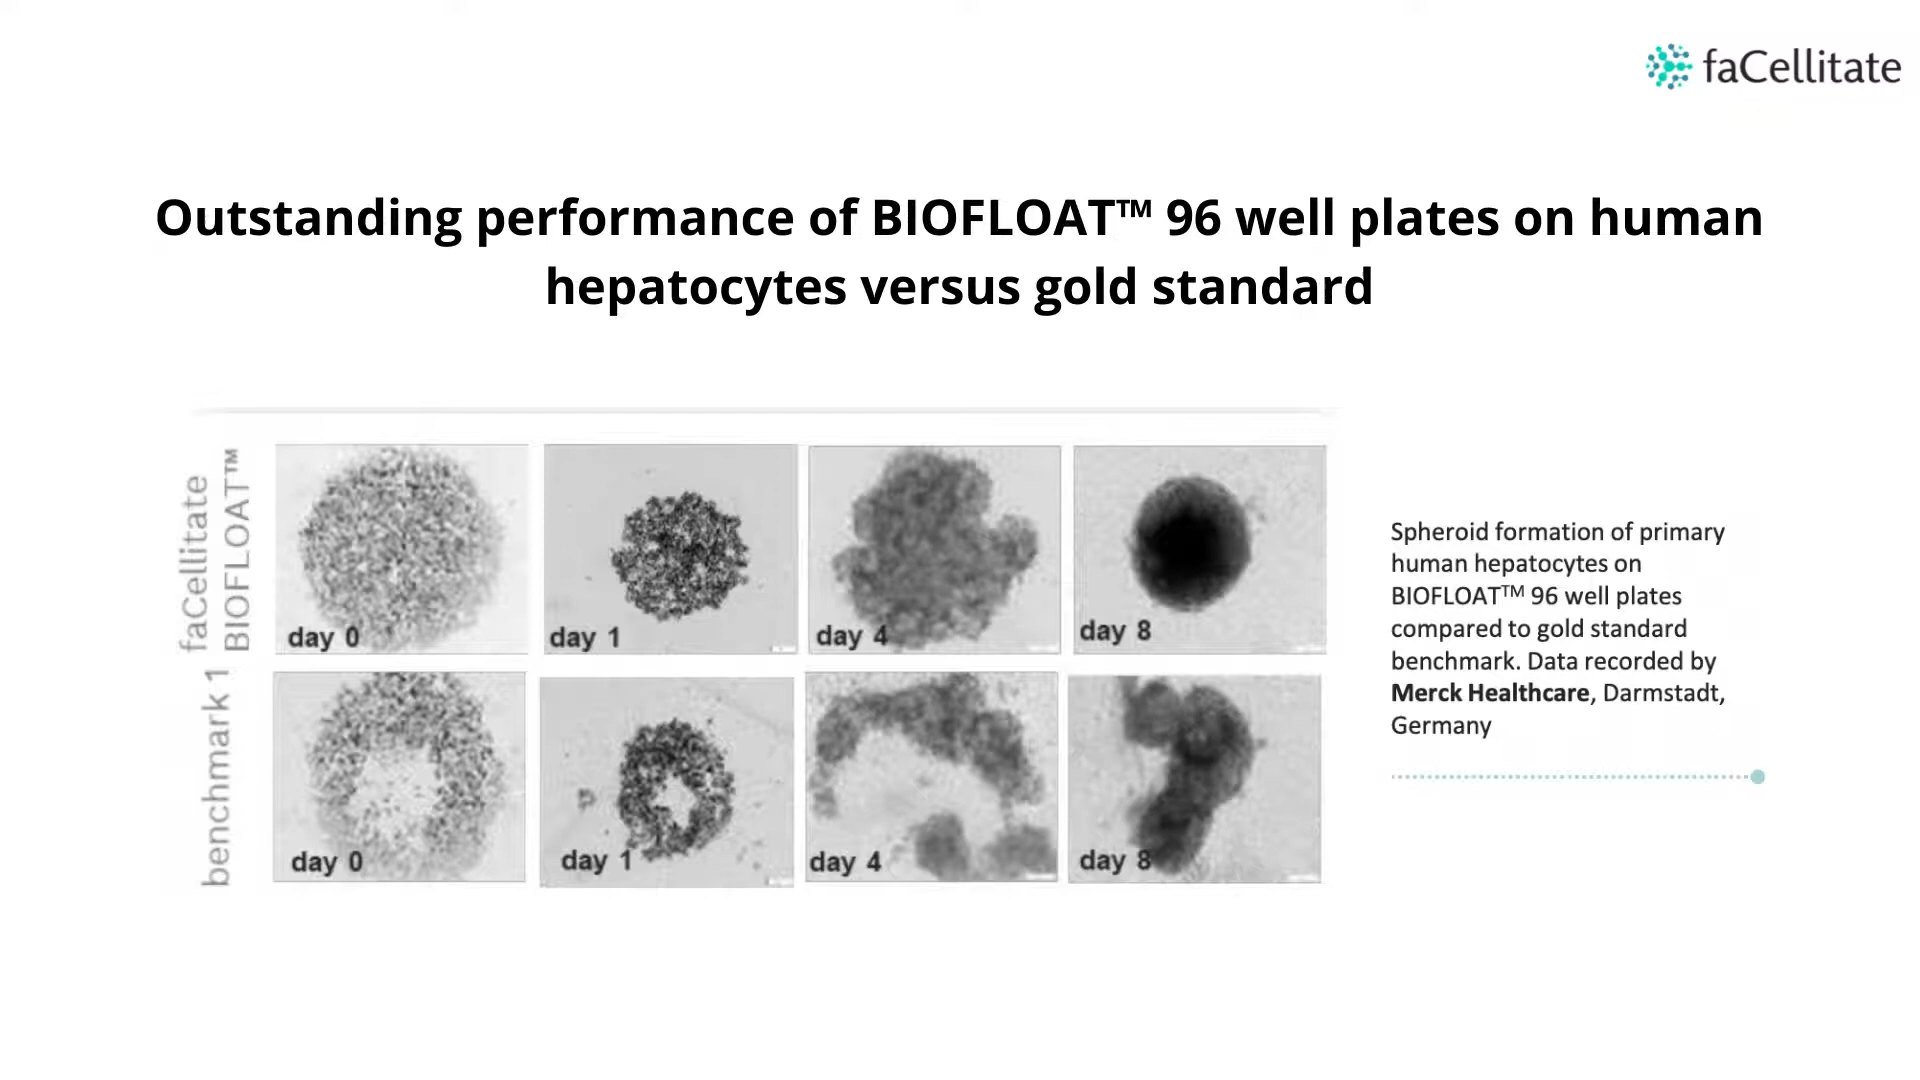 faCellitate
Outstanding performance of BIOFLOAT™ 96 well plates on human
hepatocytes versus gold standard
faCellitate
BIOFLOAT™
day 0
day 1
day 4
day 8
benchmark 1
day 0
day 1
day 4
day 8
Spheroid formation of primary
human hepatocytes on
BIOFLOAT™ 96 well plates
compared to gold standard
benchmark. Data recorded by
Merck Healthcare, Darmstadt,
Germany